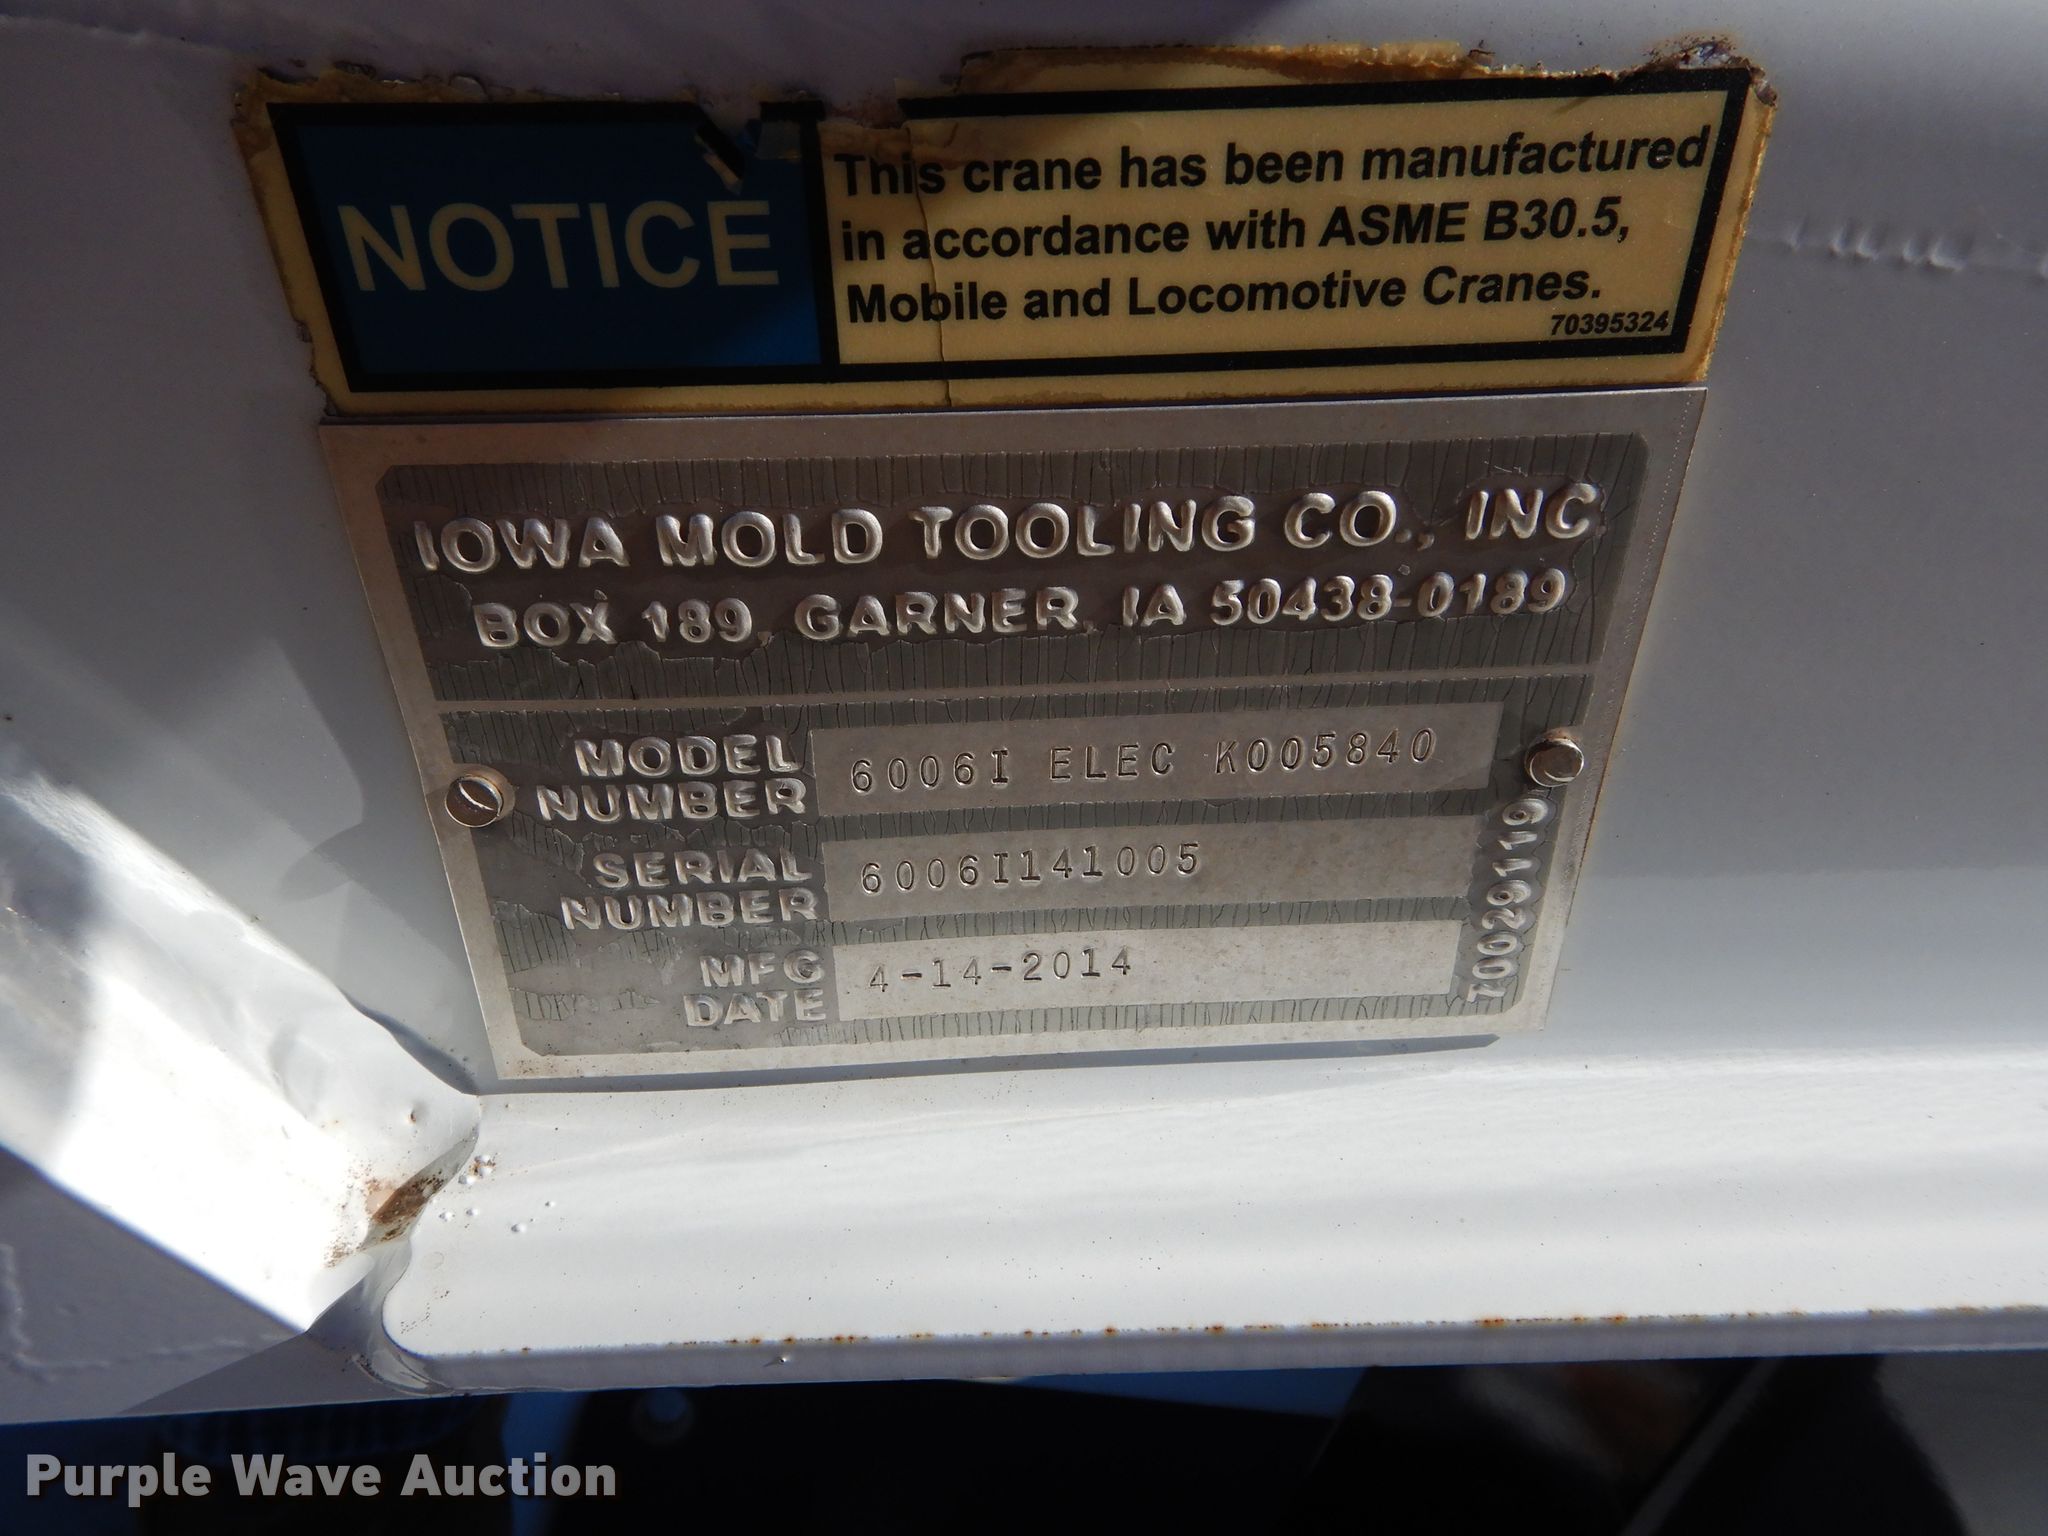 NOTICE
This crane has been manufactured
in accordance with ASME B30.5,
Mobile and Locomotive Cranes.
70395324
IOWA MOLD TOOLING CO., INC.
BOX 189, GARNER, IA 50438-0189
MODEL
NUMBER
6006I ELEC K005840
SERIAL
NUMBER
6006I141005
MFG
DATE
4-14-2014
70029119
Purple Wave Auction